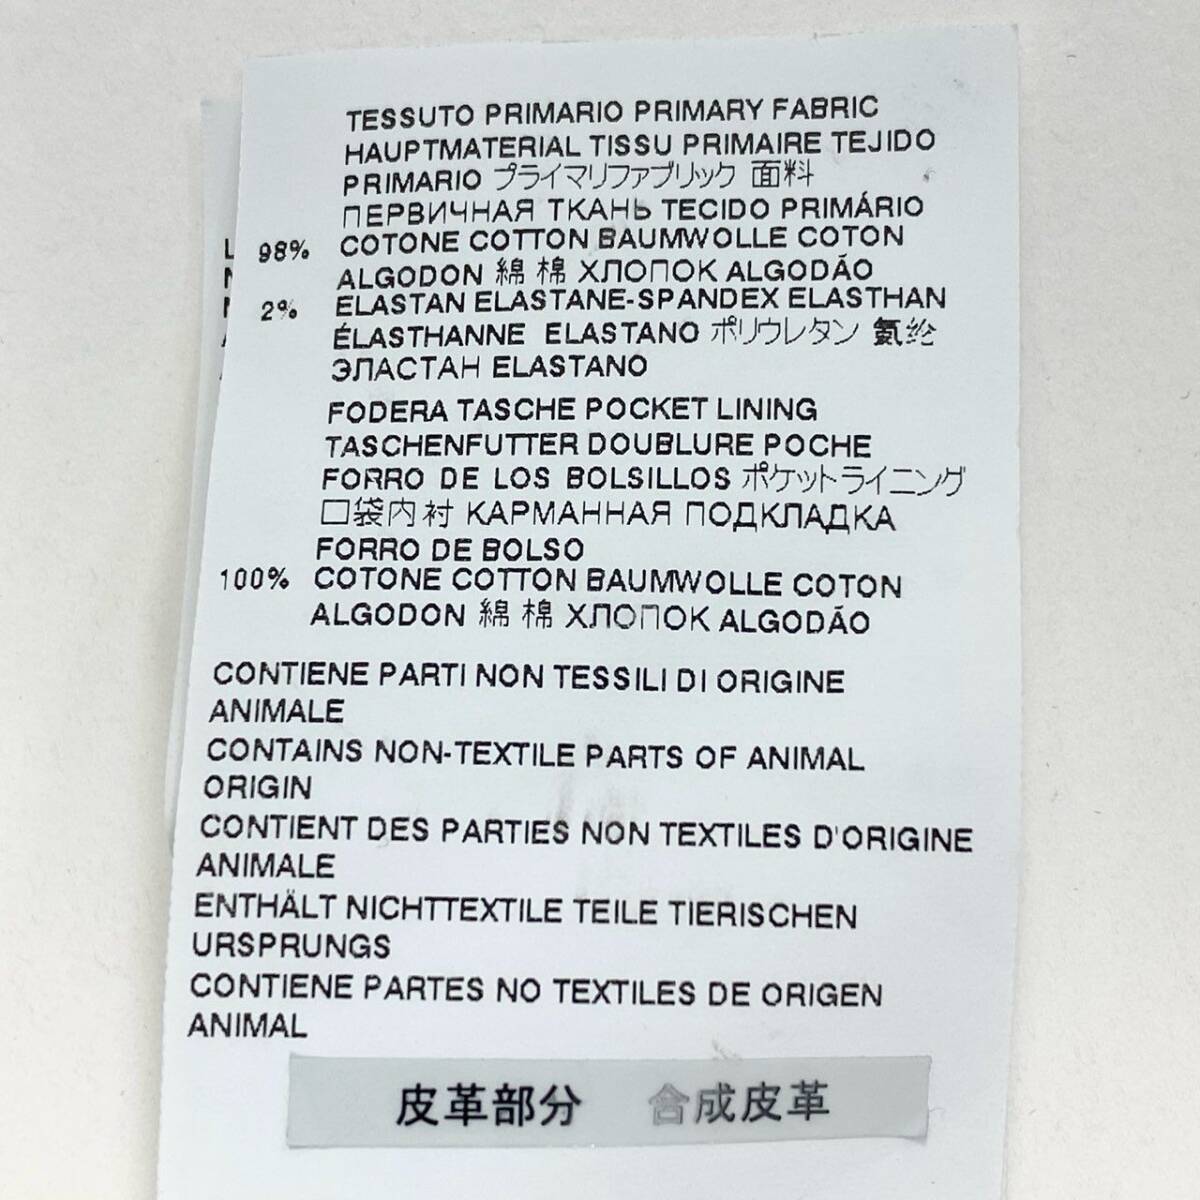 TESSUTO PRIMARIO PRIMARY FABRIC
HAUPTMATERIAL TISSU PRIMAIRE TEJIDO
PRIMARIO プライマリファブリック 面料
ПЕРВИЧНАЯ ТКАНЬ TECIDO PRIMÁRIO
98% COTONE COTTON BAUMWOLLE COTON
ALGODON 綿 棉 ХЛОПОК ALGODÃO
2% ELASTAN ELASTANE-SPANDEX ELASTHAN
ÉLASTHANNE ELASTANO ポリウレタン 氨纶
ЭЛАСТАН ELASTANO
FODERA TASCHE POCKET LINING
TASCHENFUTTER DOUBLURE POCHE
FORRO DE LOS BOLSILLOS ポケットライニング
口袋内衬 КАРМАННАЯ ПОДКЛАДКА
FORRO DE BOLSO
100% COTONE COTTON BAUMWOLLE COTON
ALGODON 綿 棉 ХЛОПОК ALGODÃO
CONTIENE PARTI NON TESSILI DI ORIGINE
ANIMALE
CONTAINS NON-TEXTILE PARTS OF ANIMAL
ORIGIN
CONTIENT DES PARTIES NON TEXTILES D'ORIGINE
ANIMALE
ENTHÄLT NICHTTEXTILE TEILE TIERISCHEN
URSPRUNGS
CONTIENE PARTES NO TEXTILES DE ORIGEN
ANIMAL
皮革部分 合成皮革